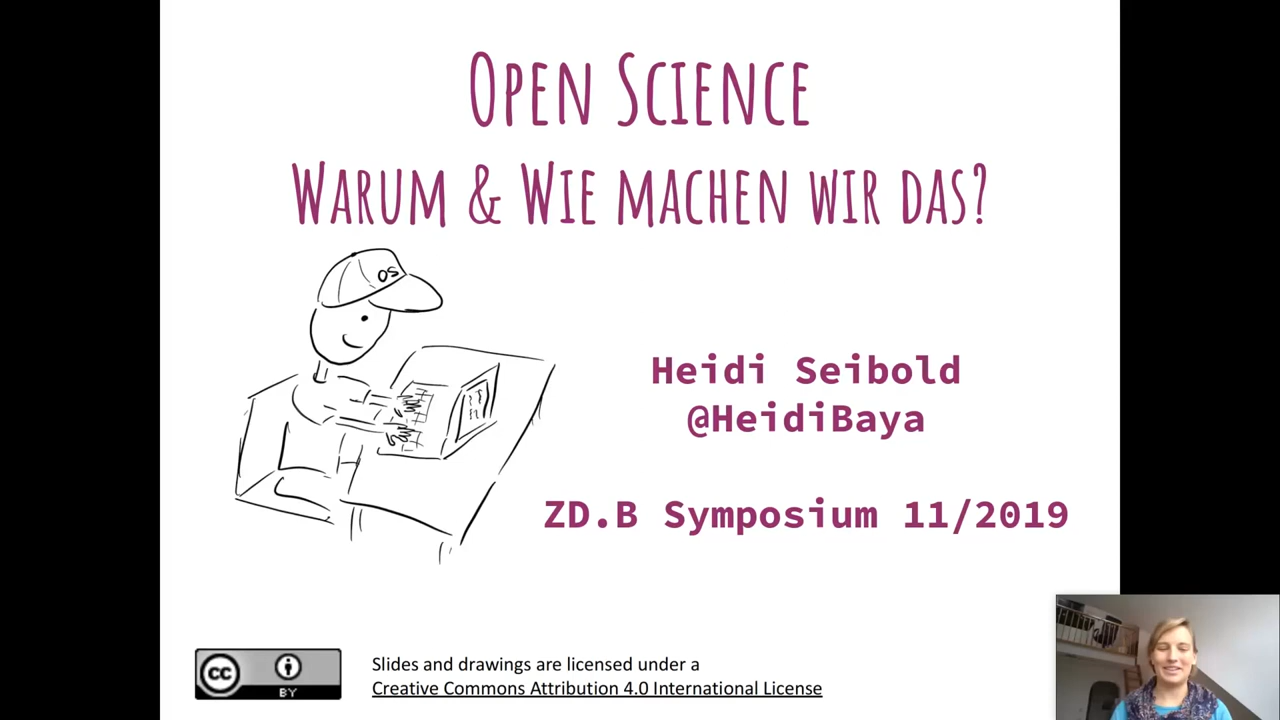 OPEN SCIENCE
WARUM & WIE MACHEN WIR DAS?
OS
Heidi Seibold
@HeidiBaya
ZD.B Symposium 11/2019
cc
BY
Slides and drawings are licensed under a
Creative Commons Attribution 4.0 International License